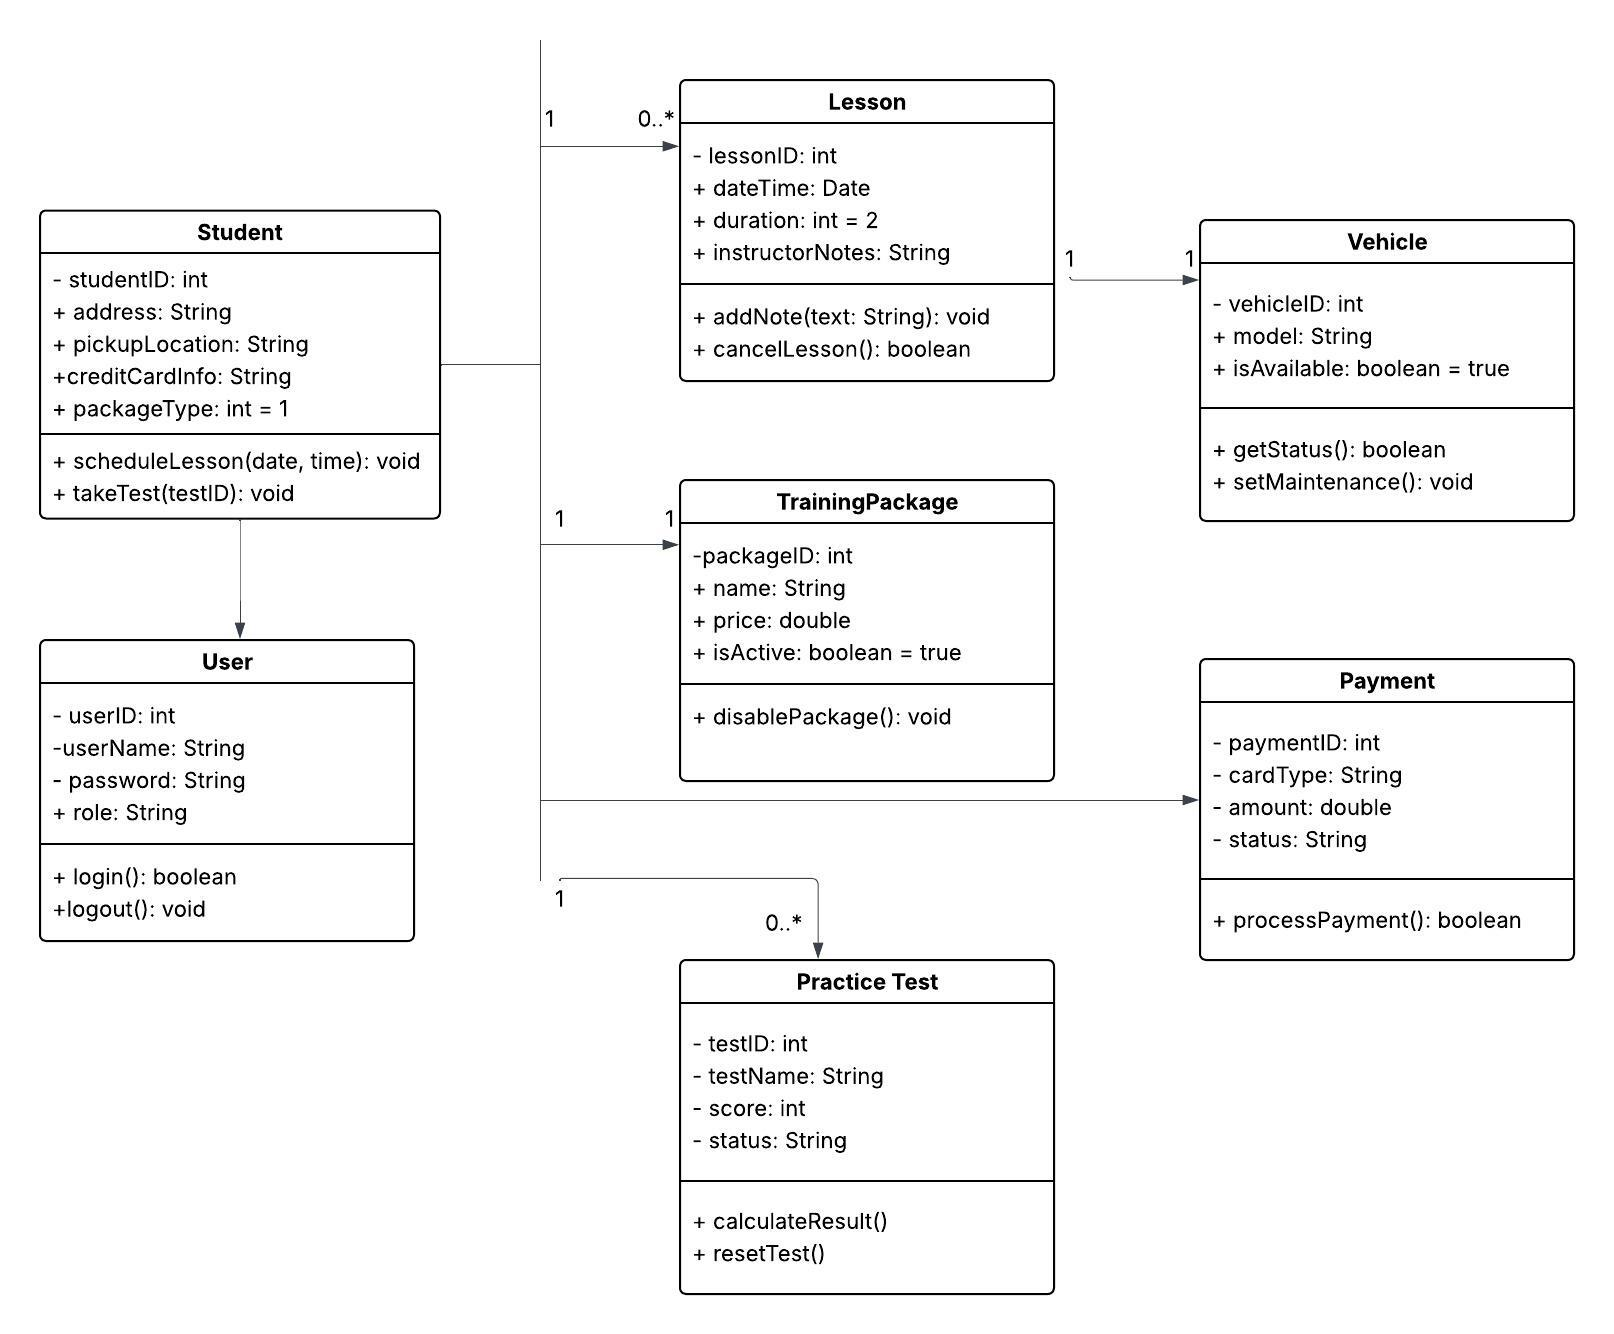 Student
- studentID: int
+ address: String
+ pickupLocation: String
+creditCardInfo: String
+ packageType: int = 1
+ scheduleLesson(date, time): void
+ takeTest(testID): void
User
- userID: int
-userName: String
- password: String
+ role: String
+ login(): boolean
+logout(): void
1
0..*
Lesson
- lessonID: int
+ dateTime: Date
+ duration: int = 2
+ instructorNotes: String
+ addNote(text: String): void
+ cancelLesson(): boolean
1
1
Vehicle
- vehicleID: int
+ model: String
+ isAvailable: boolean = true
+ getStatus(): boolean
+ setMaintenance(): void
1
1
TrainingPackage
-packageID: int
+ name: String
+ price: double
+ isActive: boolean = true
+ disablePackage(): void
Payment
- paymentID: int
- cardType: String
- amount: double
- status: String
+ processPayment(): boolean
1
0..*
Practice Test
- testID: int
- testName: String
- score: int
- status: String
+ calculateResult()
+ resetTest()